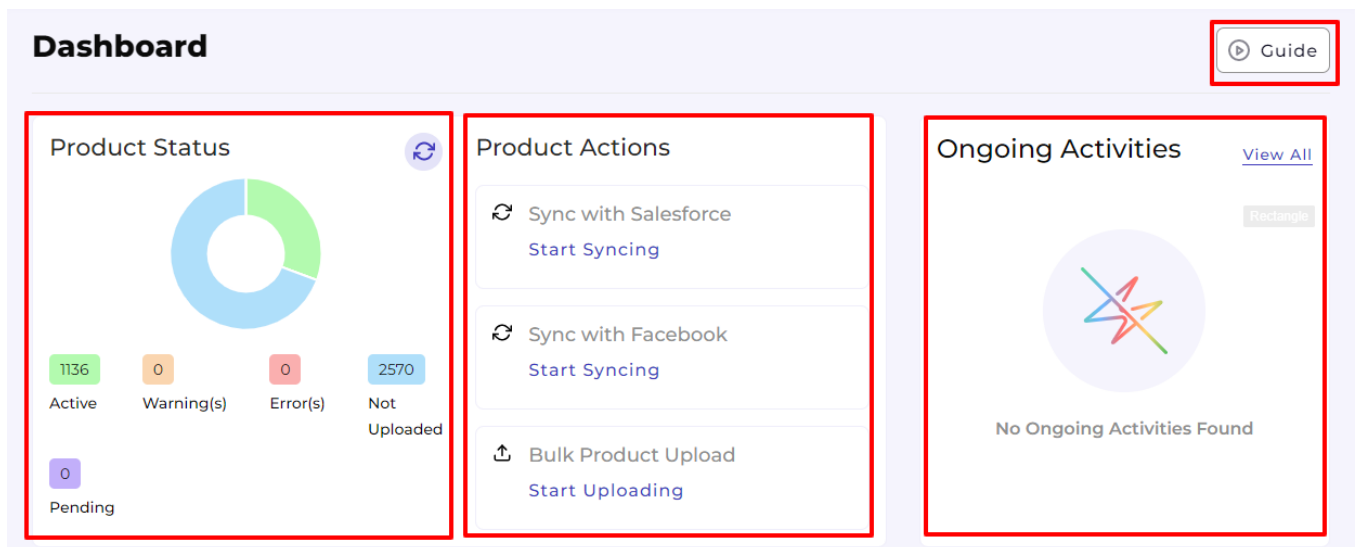 Dashboard
Guide
Product Status
1136
Active
0
Warning(s)
0
Error(s)
2570
Not
Uploaded
0
Pending
Product Actions
Sync with Salesforce
Start Syncing
Sync with Facebook
Start Syncing
Bulk Product Upload
Start Uploading
Ongoing Activities
View All
Rectangle
No Ongoing Activities Found